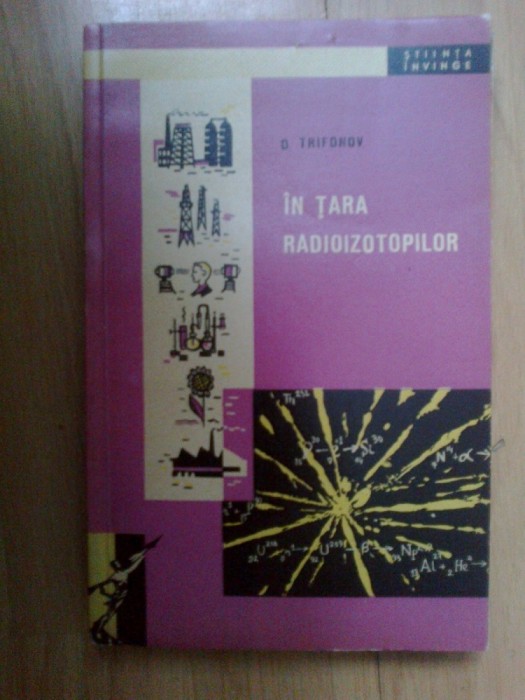 ȘTIINȚA
ÎNVINGE
D. TRIFONOV
ÎN ȚARA
RADIOIZOTOPILOR